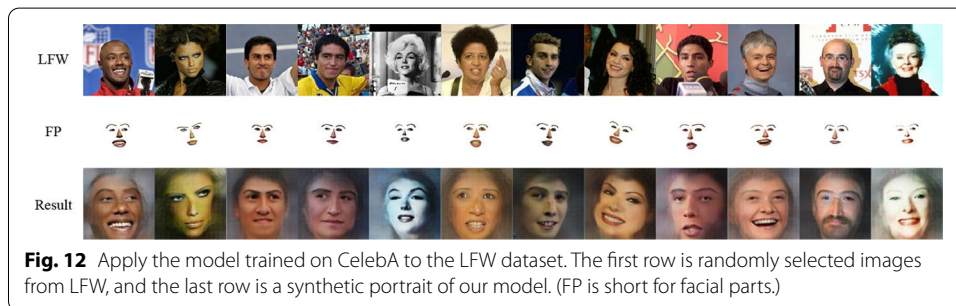 LFW
FP
Result
Fig. 12 Apply the model trained on CelebA to the LFW dataset. The first row is randomly selected images
from LFW, and the last row is a synthetic portrait of our model. (FP is short for facial parts.)